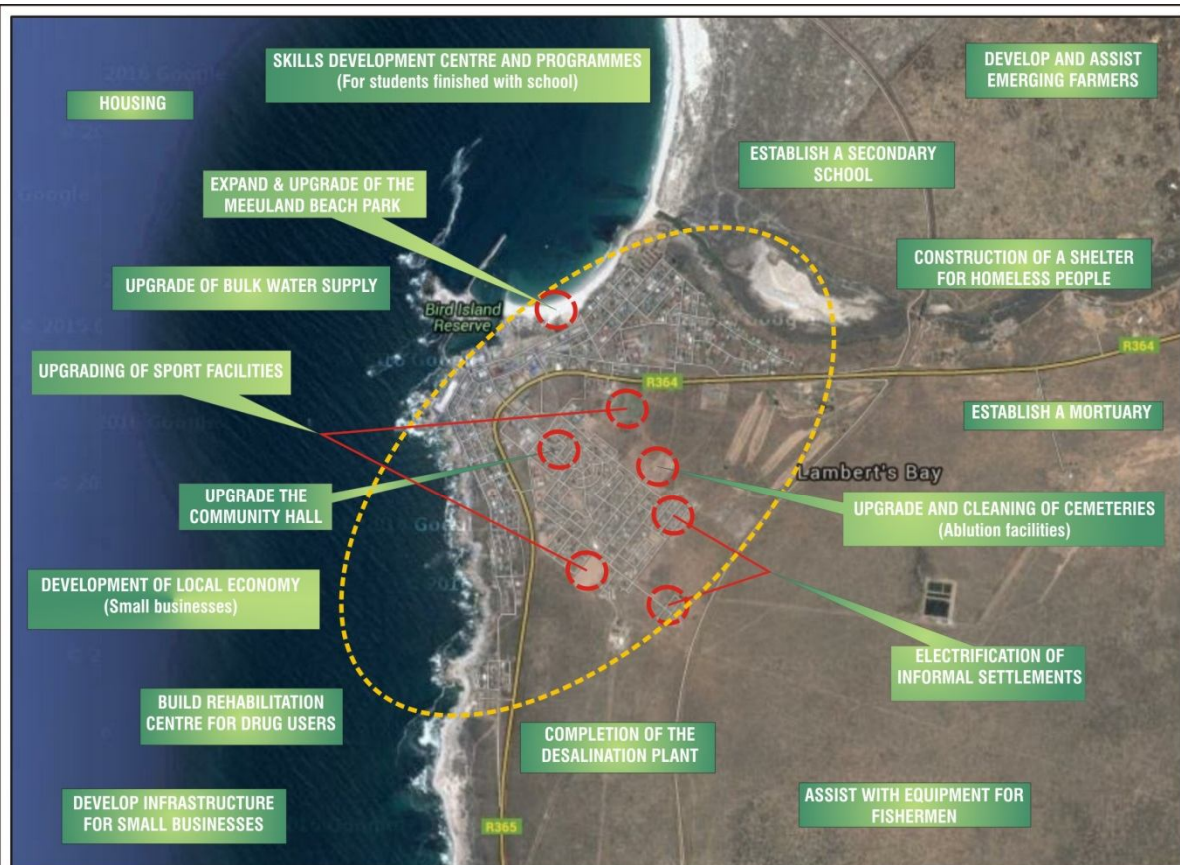 SKILLS DEVELOPMENT CENTRE AND PROGRAMMES
(For students finished with school)
DEVELOP AND ASSIST
EMERGING FARMERS
2016 Google
HOUSING
ESTABLISH A SECONDARY
SCHOOL
Google
EXPAND & UPGRADE OF THE
MEEULAND BEACH PARK
CONSTRUCTION OF A SHELTER
FOR HOMELESS PEOPLE
UPGRADE OF BULK WATER SUPPLY
Bird Island
Reserve
R364
UPGRADING OF SPORT FACILITIES
R364
ESTABLISH A MORTUARY
Lambert's Bay
UPGRADE THE
COMMUNITY HALL
UPGRADE AND CLEANING OF CEMETERIES
(Ablution facilities)
DEVELOPMENT OF LOCAL ECONOMY
(Small businesses)
ELECTRIFICATION OF
INFORMAL SETTLEMENTS
BUILD REHABILITATION
CENTRE FOR DRUG USERS
COMPLETION OF THE
DESALINATION PLANT
DEVELOP INFRASTRUCTURE
FOR SMALL BUSINESSES
ASSIST WITH EQUIPMENT FOR
FISHERMEN
R365